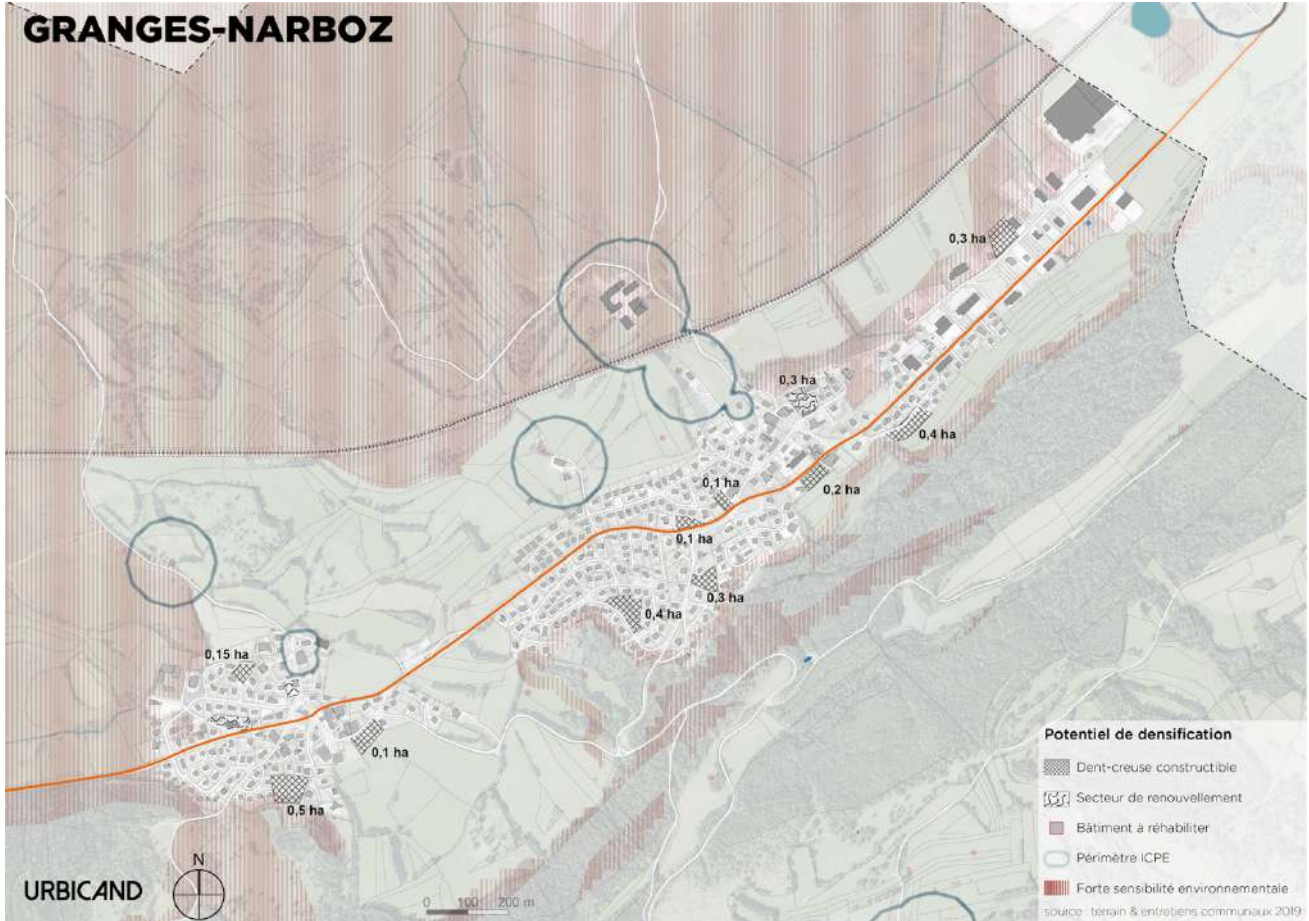 GRANGES-NARBOZ
0,3 ha
0,3 ha
0,4 ha
0,1 ha
0,2 ha
0,1 ha
0,3 ha
0,4 ha
0,15 ha
0,1 ha
0,5 ha
Potentiel de densification
Dent-creuse constructible
Secteur de renouvellement
Bâtiment à réhabiliter
Périmètre ICPE
Forte sensibilité environnementale
source : terrain & entretiens communaux 2019
N
URBICAND
0 100 200 m